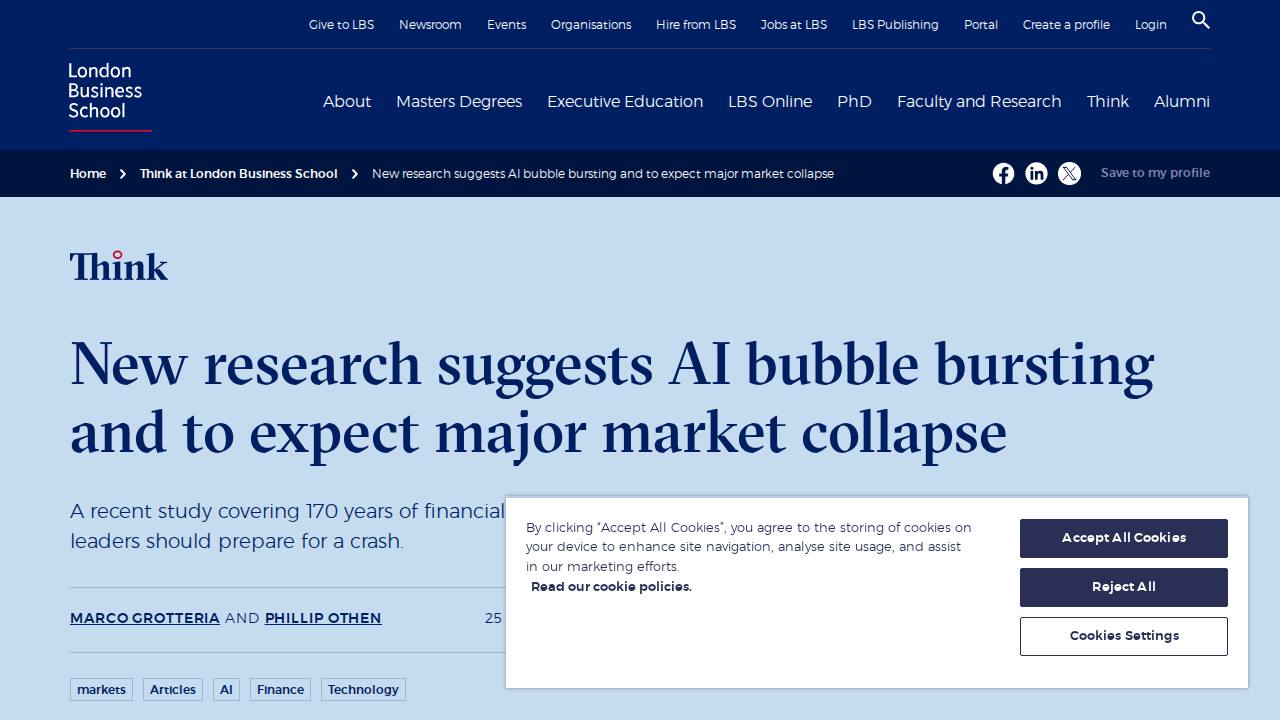 Give to LBS Newsroom Events Organisations Hire from LBS Jobs at LBS LBS Publishing Portal Create a profile Login
London
Business
School
About Masters Degrees Executive Education LBS Online PhD Faculty and Research Think Alumni
Home Think at London Business School New research suggests AI bubble bursting and to expect major market collapse
Save to my profile
Think
New research suggests AI bubble bursting
and to expect major market collapse
A recent study covering 170 years of financial
leaders should prepare for a crash.
MARCO GROTTERIA AND PHILLIP OTHEN 25
markets Articles AI Finance Technology
By clicking “Accept All Cookies”, you agree to the storing of cookies on
your device to enhance site navigation, analyse site usage, and assist
in our marketing efforts.
Read our cookie policies.
Accept All Cookies
Reject All
Cookies Settings